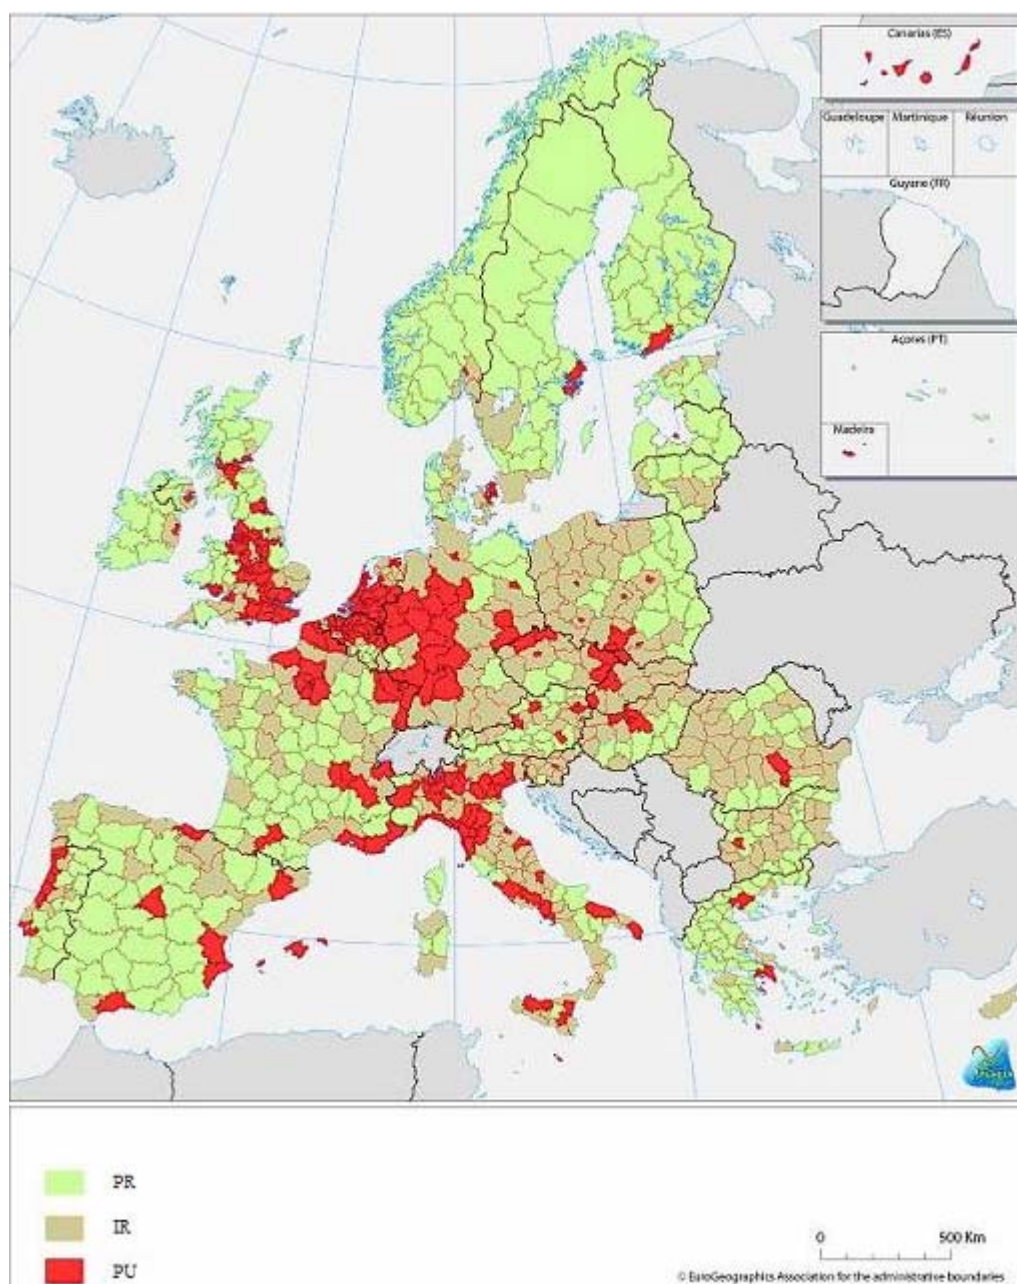 Canarias (ES)
Guadeloupe
Martinique
Réunion
Guyane (FR)
Açores (PT)
Madeira
PR
IR
PU
0
500 Km
© EuroGeographics Association for the administrative boundaries